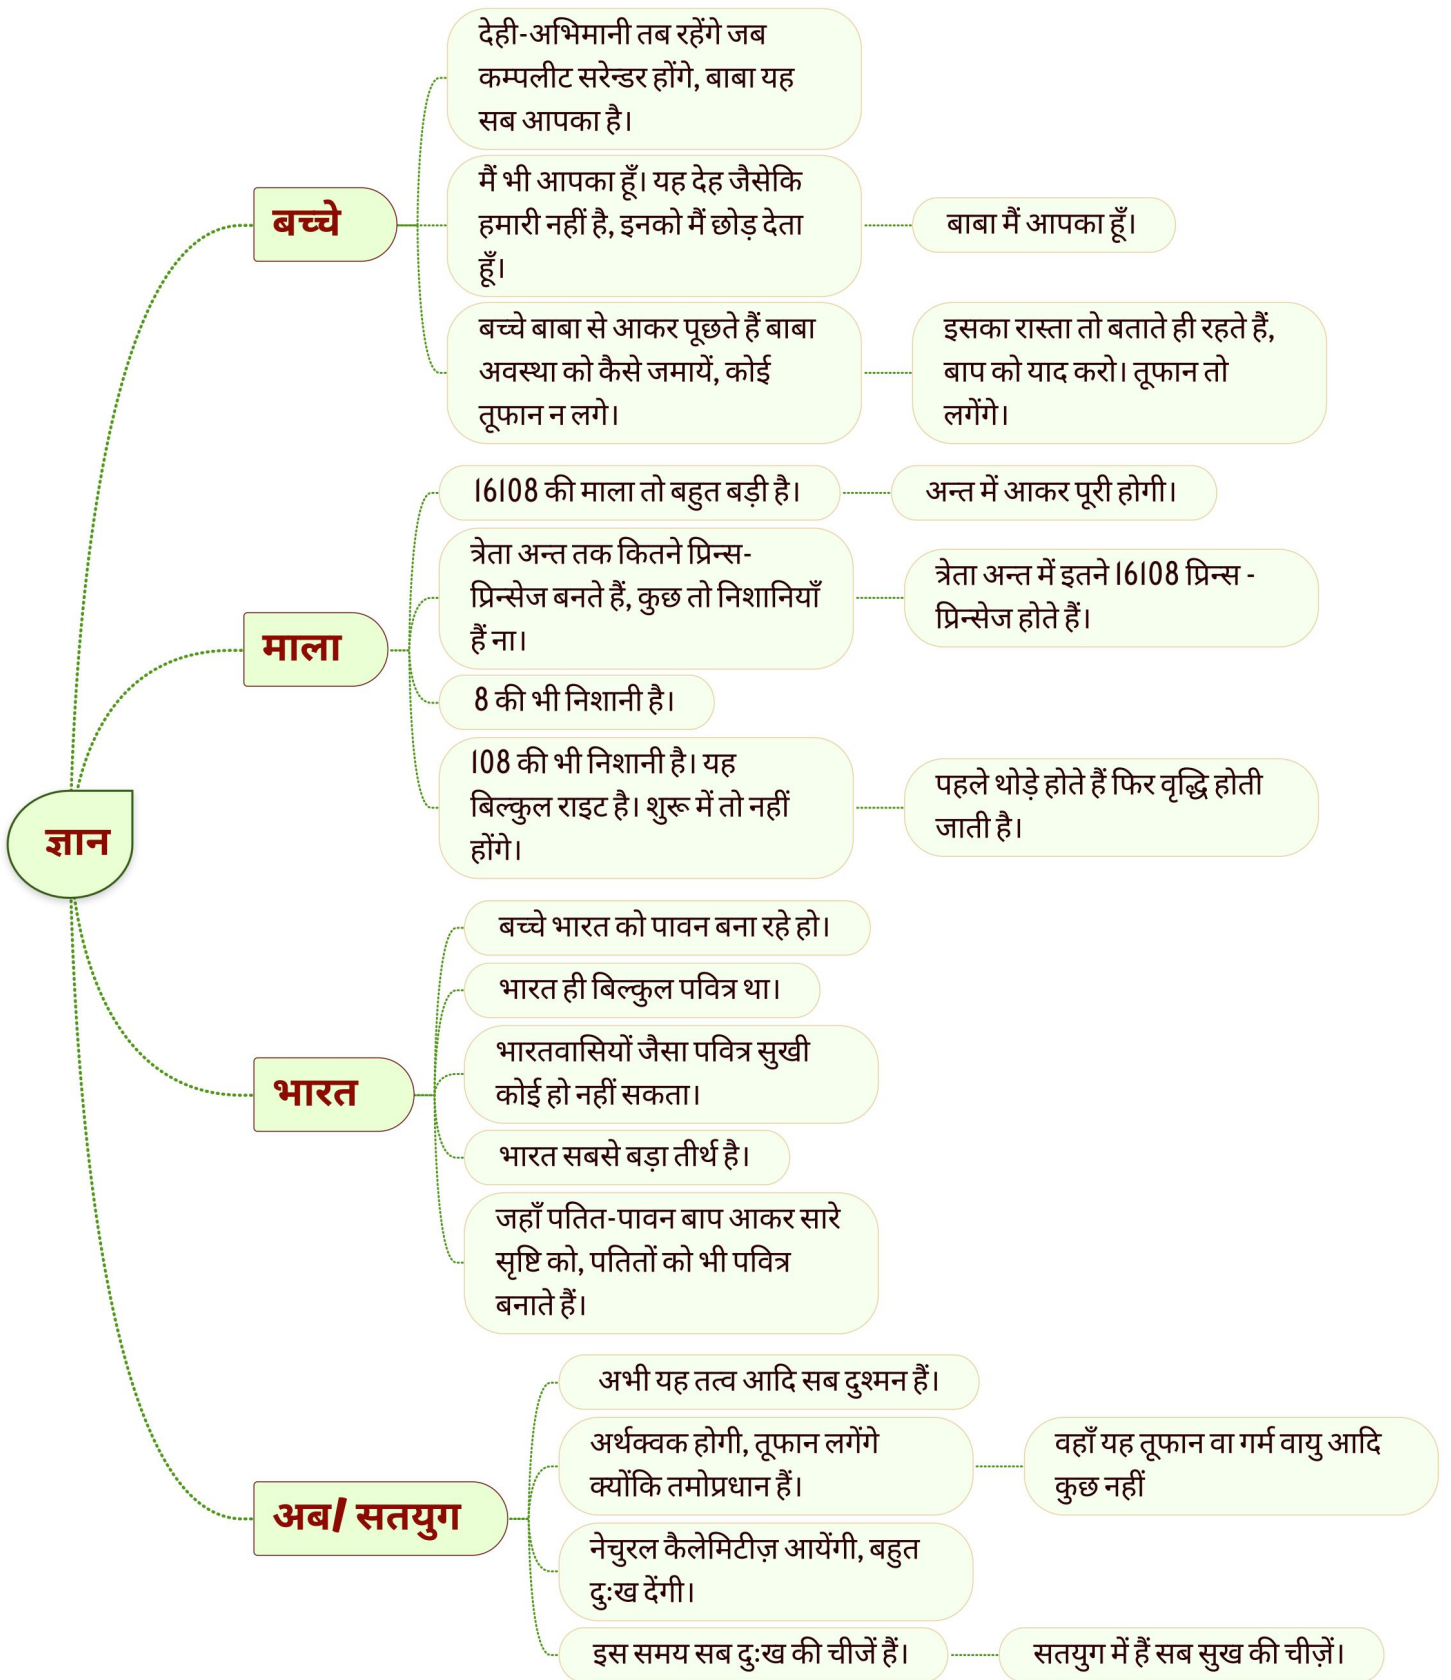 देही-अभिमानी तब रहेंगे जब
कम्पलीट सरेन्डर होंगे, बाबा यह
सब आपका है।
बच्चे
मैं भी आपका हूँ। यह देह जैसेकि
हमारी नहीं है, इनको मैं छोड़ देता
हूँ।
बाबा मैं आपका हूँ।
बच्चे बाबा से आकर पूछते हैं बाबा
अवस्था को कैसे जमायें, कोई
तूफान न लगे।
इसका रास्ता तो बताते ही रहते हैं,
बाप को याद करो। तूफान तो
लगेंगे।
16108 की माला तो बहुत बड़ी है।
अन्त में आकर पूरी होगी।
माला
त्रेता अन्त तक कितने प्रिन्स-
प्रिन्सेज बनते हैं, कुछ तो निशानियाँ
हैं ना।
त्रेता अन्त में इतने 16108 प्रिन्स -
प्रिन्सेज होते हैं।
8 की भी निशानी है।
108 की भी निशानी है। यह
बिल्कुल राइट है। शुरू में तो नहीं
होंगे।
पहले थोड़े होते हैं फिर वृद्धि होती
जाती है।
ज्ञान
बच्चे भारत को पावन बना रहे हो।
भारत ही बिल्कुल पवित्र था।
भारत
भारतवासियों जैसा पवित्र सुखी
कोई हो नहीं सकता।
भारत सबसे बड़ा तीर्थ है।
जहाँ पतित-पावन बाप आकर सारे
सृष्टि को, पतितों को भी पवित्र
बनाते हैं।
अब/ सतयुग
अभी यह तत्व आदि सब दुश्मन हैं।
अर्थक्वक होगी, तूफान लगेंगे
क्योंकि तमोप्रधान हैं।
वहाँ यह तूफान वा गर्म वायु आदि
कुछ नहीं
नेचुरल कैलेमिटीज़ आयेंगी, बहुत
दुःख देंगी।
इस समय सब दुःख की चीजें हैं।
सतयुग में हैं सब सुख की चीज़ें।